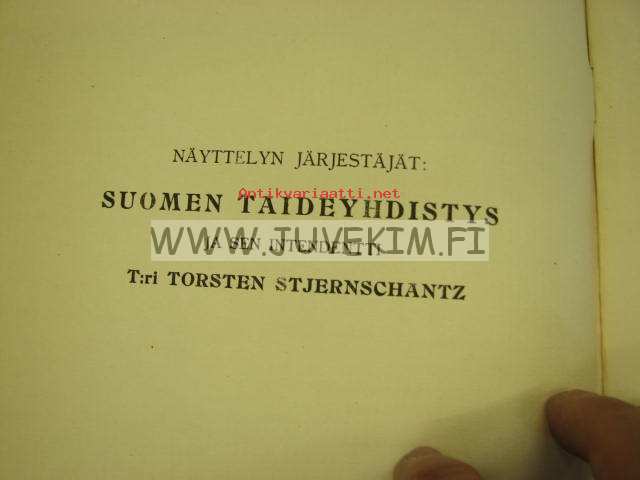 NÄYTTELYN JÄRJESTÄJÄT:
Antikvariaatti.net
SUOMEN TAIDEYHDISTYS
WWW.JUVEKIM.FI
JA SEN INTENDENTTI
T:ri TORSTEN STJERNSCHANTZ